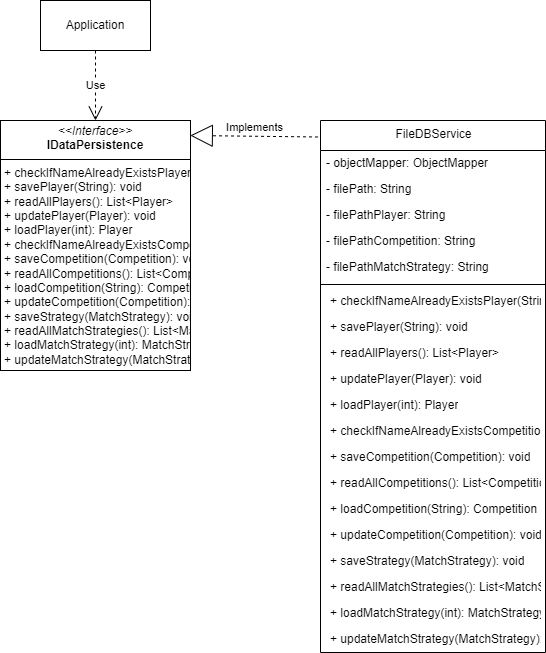 Application
Use
<<Interface>>
IDataPersistence
+ checkIfNameAlreadyExistsPlayer
+ savePlayer(String): void
+ readAllPlayers(): List<Player>
+ updatePlayer(Player): void
+ loadPlayer(int): Player
+ checkIfNameAlreadyExistsCompe
+ saveCompetition(Competition): vo
+ readAllCompetitions(): List<Comp
+ loadCompetition(String): Competi
+ updateCompetition(Competition):
+ saveStrategy(MatchStrategy): voi
+ readAllMatchStrategies(): List<Ma
+ loadMatchStrategy(int): MatchStr
+ updateMatchStrategy(MatchStrat
Implements
FileDBService
- objectMapper: ObjectMapper
- filePath: String
- filePathPlayer: String
- filePathCompetition: String
- filePathMatchStrategy: String
+ checkIfNameAlreadyExistsPlayer(Strin
+ savePlayer(String): void
+ readAllPlayers(): List<Player>
+ updatePlayer(Player): void
+ loadPlayer(int): Player
+ checkIfNameAlreadyExistsCompetitio
+ saveCompetition(Competition): void
+ readAllCompetitions(): List<Competiti
+ loadCompetition(String): Competition
+ updateCompetition(Competition): void
+ saveStrategy(MatchStrategy): void
+ readAllMatchStrategies(): List<MatchS
+ loadMatchStrategy(int): MatchStrategy
+ updateMatchStrategy(MatchStrategy):